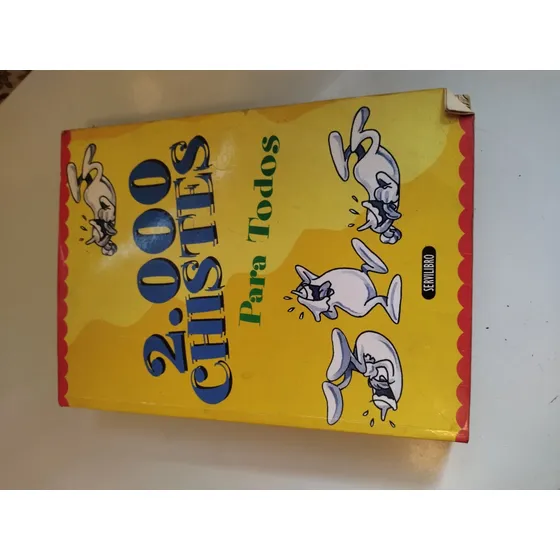 2.000
CHISTES
Para Todos
SERVILIBRO